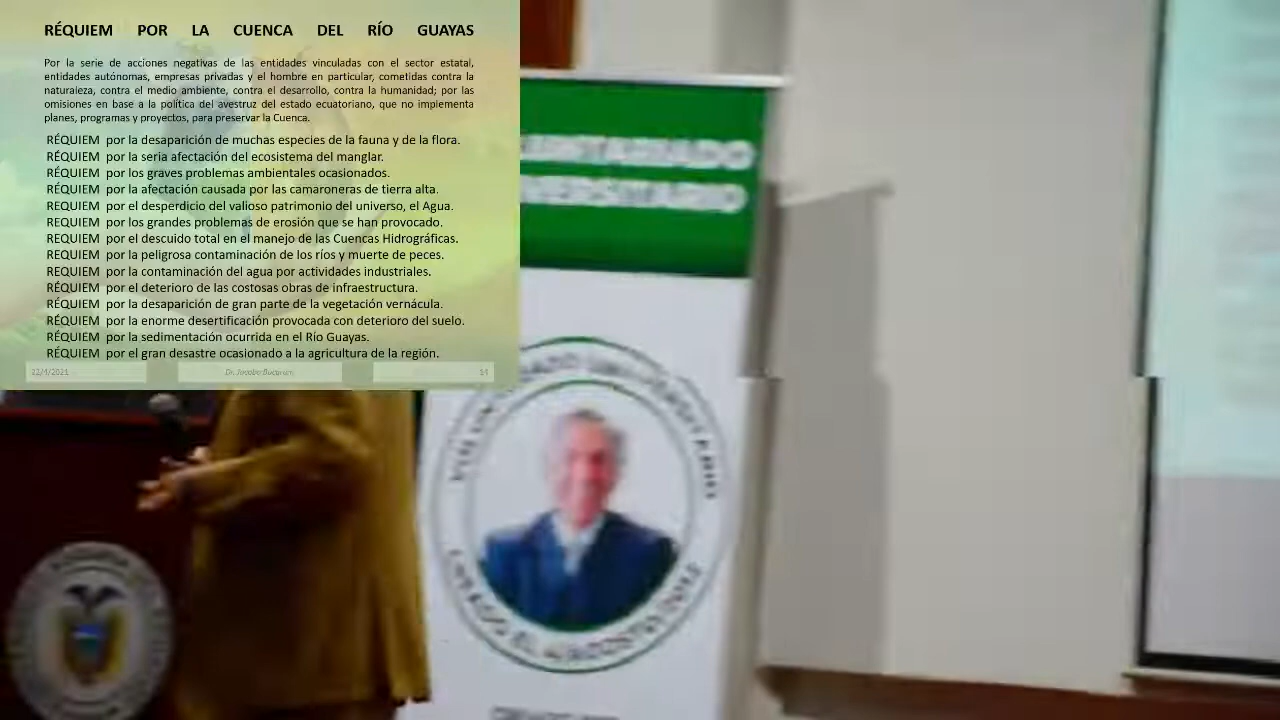 RÉQUIEM POR LA CUENCA DEL RÍO GUAYAS
Por la serie de acciones negativas de las entidades vinculadas con el sector estatal,
entidades autónomas, empresas privadas y el hombre en particular, cometidas contra la
naturaleza, contra el medio ambiente, contra el desarrollo, contra la humanidad; por las
omisiones en base a la política del avestruz del estado ecuatoriano, que no implementa
planes, programas y proyectos, para preservar la Cuenca.
RÉQUIEM por la desaparición de muchas especies de la fauna y de la flora.
RÉQUIEM por la seria afectación del ecosistema del manglar.
RÉQUIEM por los graves problemas ambientales ocasionados.
RÉQUIEM por la afectación causada por las camaroneras de tierra alta.
RÉQUIEM por el desperdicio del valioso patrimonio del universo, el Agua.
RÉQUIEM por los grandes problemas de erosión que se han provocado.
RÉQUIEM por el descuido total en el manejo de las Cuencas Hidrográficas.
RÉQUIEM por la peligrosa contaminación de los ríos y muerte de peces.
RÉQUIEM por la contaminación del agua por actividades industriales.
RÉQUIEM por el deterioro de las costosas obras de infraestructura.
RÉQUIEM por la desaparición de gran parte de la vegetación vernácula.
RÉQUIEM por la enorme desertificación provocada con deterioro del suelo.
RÉQUIEM por la sedimentación ocurrida en el Río Guayas.
RÉQUIEM por el gran desastre ocasionado a la agricultura de la región.
22/4/2021
Dr. Jacobo Bucaram.
14